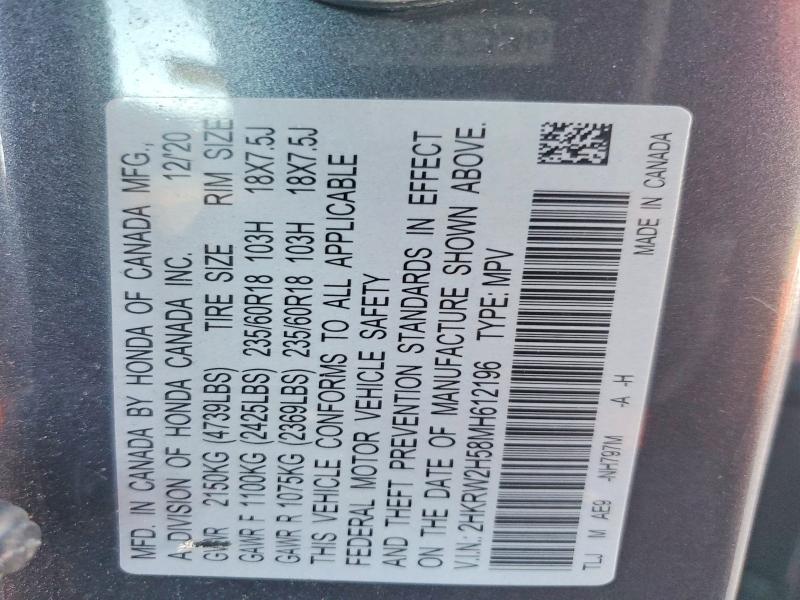 MFD. IN CANADA BY HONDA OF CANADA MFG.,
A DIVISION OF HONDA CANADA INC. 12/20
GVWR 2150KG (4739LBS) TIRE SIZE RIM SIZE
GAWR F 1100KG (2425LBS) 235/60R18 103H 18X7.5J
GAWR R 1075KG (2369LBS) 235/60R18 103H 18X7.5J
THIS VEHICLE CONFORMS TO ALL APPLICABLE
FEDERAL MOTOR VEHICLE SAFETY
AND THEFT PREVENTION STANDARDS IN EFFECT
ON THE DATE OF MANUFACTURE SHOWN ABOVE.
V.I.N.: 2HKRW2H58MH612196 TYPE: MPV
TLJ M AE9 -NH797M -A -H
MADE IN CANADA